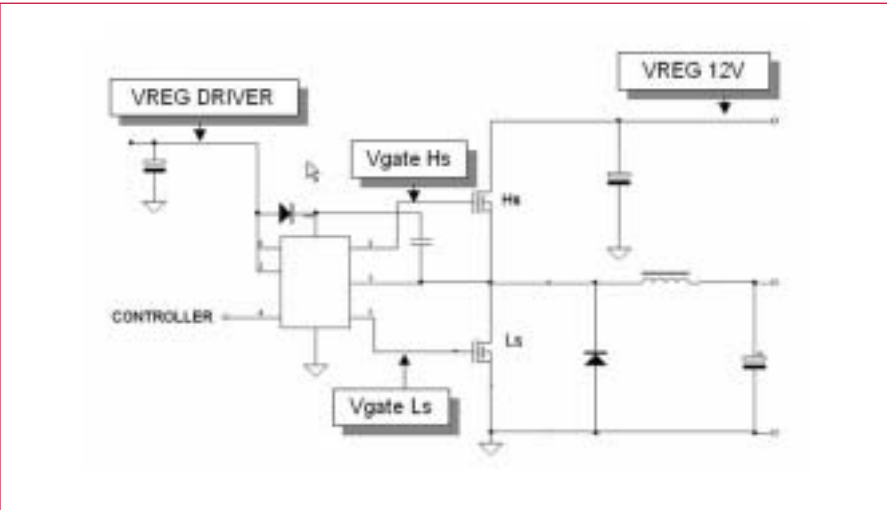 VREG 12V
VREG DRIVER
Vgate Hs
Hs
CONTROLLER
Ls
Vgate Ls